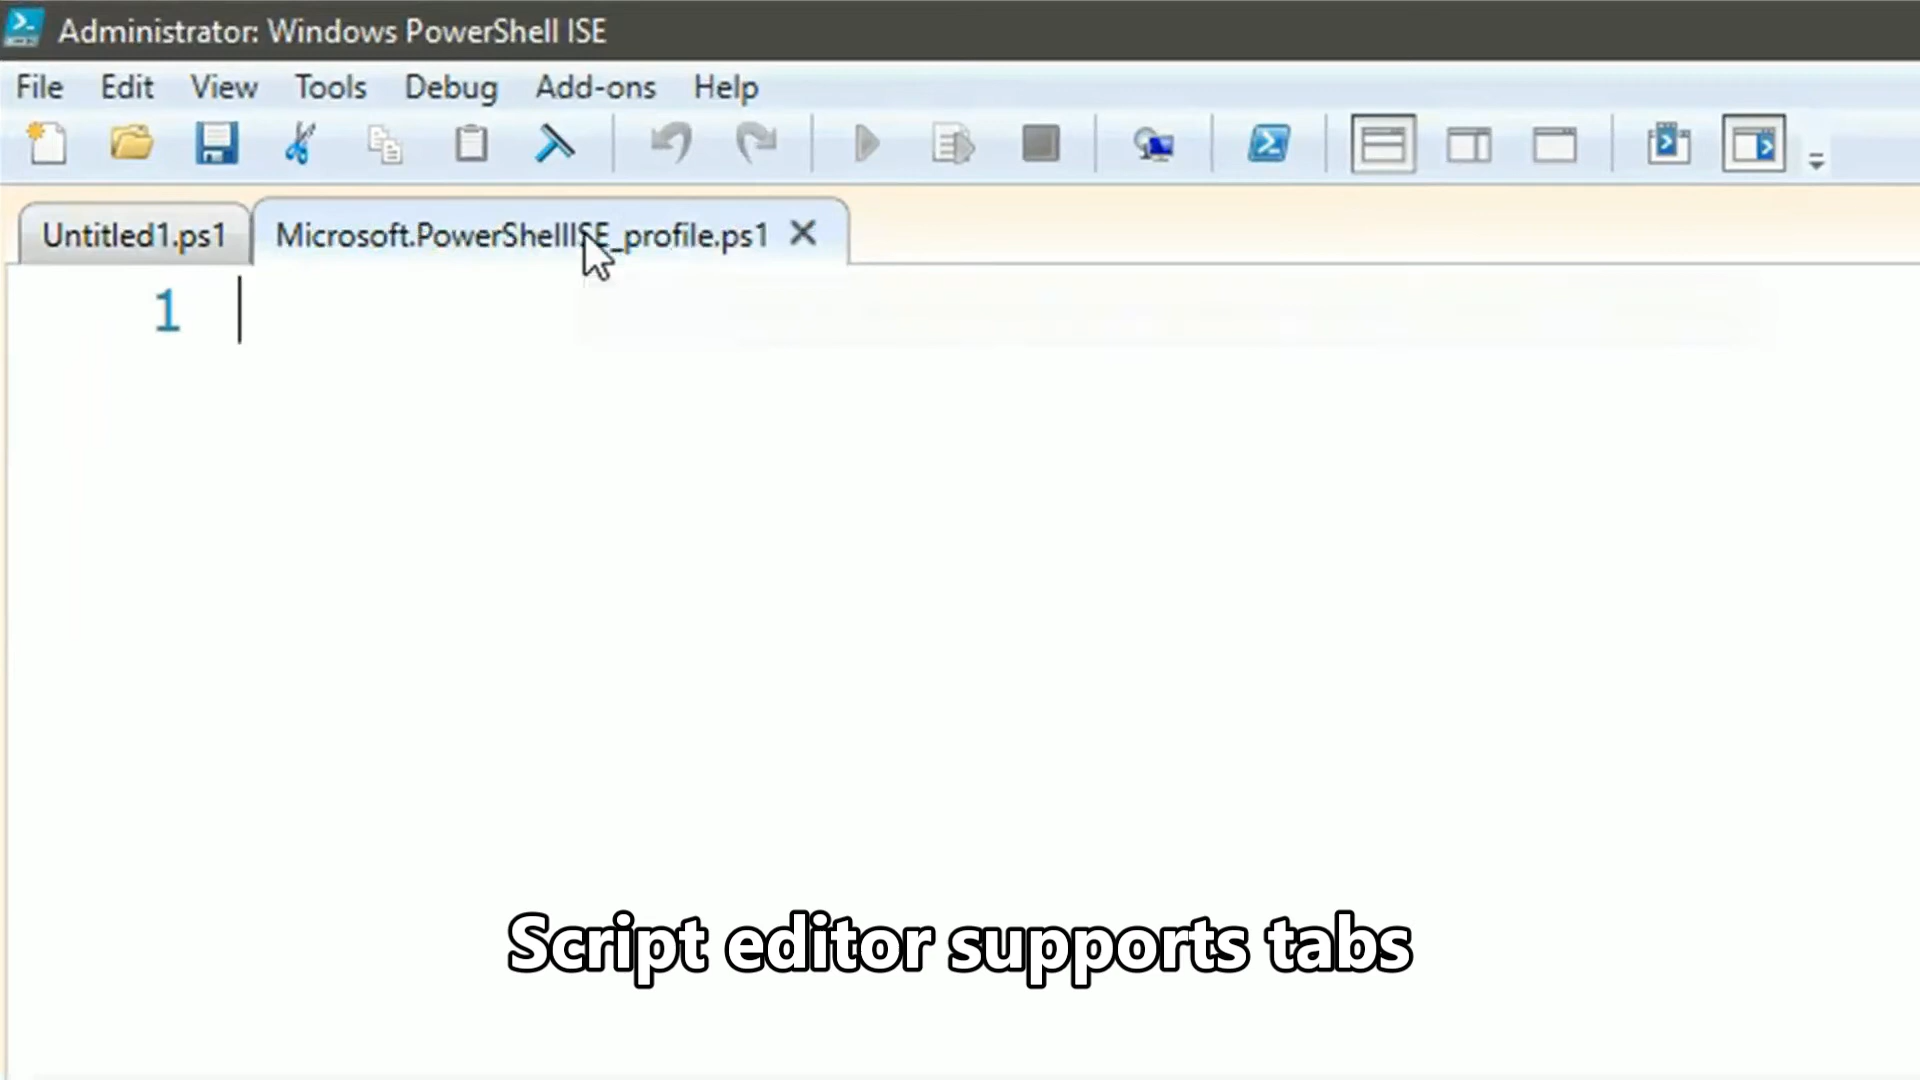 Administrator: Windows PowerShell ISE
File Edit View Tools Debug Add-ons Help
Untitled1.ps1 Microsoft.PowerShellISE_profile.ps1
1
Script editor supports tabs